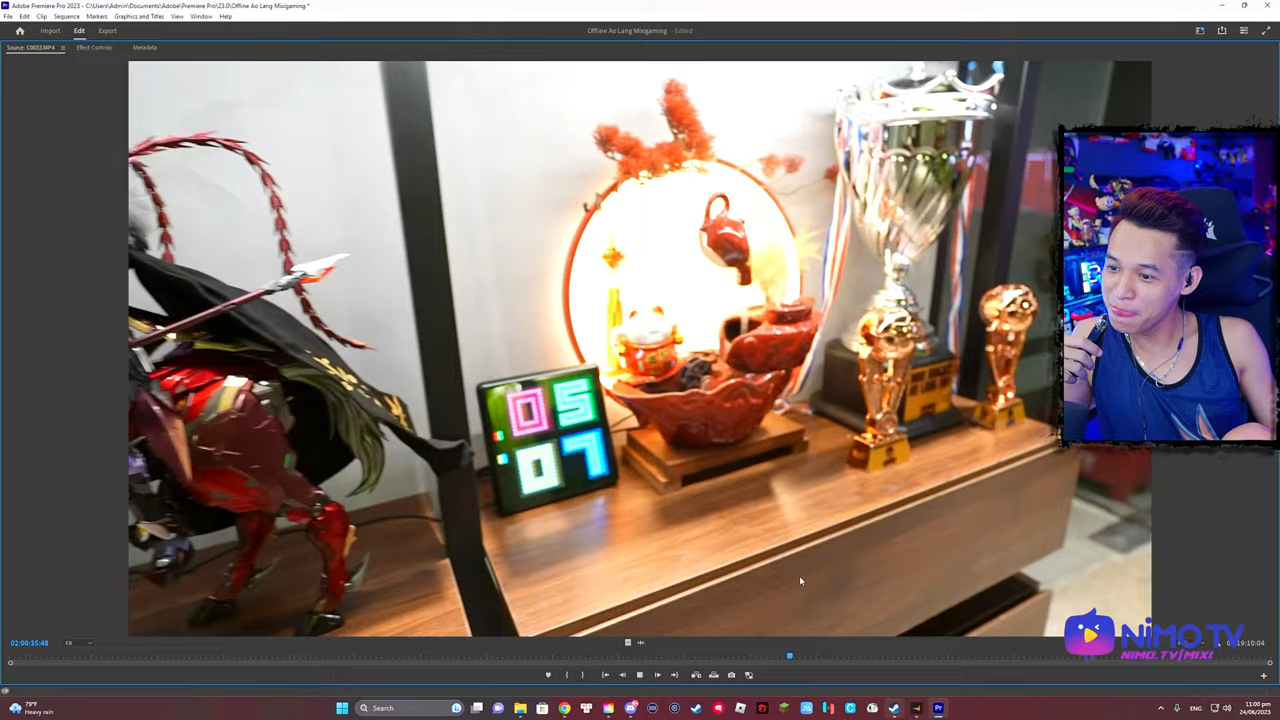 Adobe Premiere Pro 2023 - C:\Users\Admin\Documents\Adobe\Premiere Pro\23.0\Offline Ao Lang Mixigaming *
File Edit Clip Sequence Markers Graphics and Titles View Window Help
Import Edit Export
Offline Ao Lang Mixigaming - Edited
Source: C0033.MP4 Effect Controls Metadata
05
07
NIMO.TV
NIMO.TV/MIXI
02:00:35:48
Fit
19:10:04
79°F
Heavy rain
Search
ENG
11:00 pm
24/06/2023